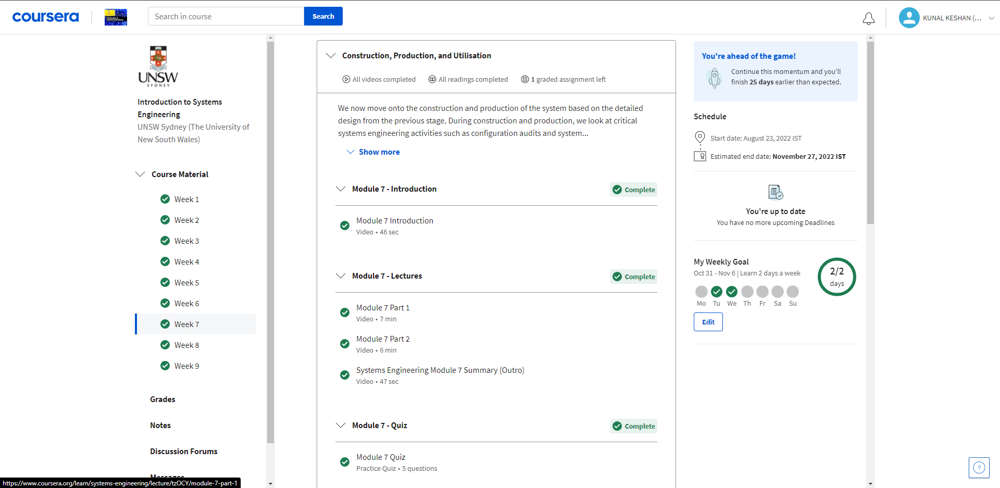 coursera
Search in course
Search
KUNAL KESHAN (...
UNSW
SYDNEY
Introduction to Systems
Engineering
UNSW Sydney (The University of
New South Wales)
Course Material
Week 1
Week 2
Week 3
Week 4
Week 5
Week 6
Week 7
Week 8
Week 9
Grades
Notes
Discussion Forums
Messages
https://www.coursera.org/learn/systems-engineering/lecture/tzOCY/module-7-part-1
Construction, Production, and Utilisation
All videos completed
All readings completed
1 graded assignment left
We now move onto the construction and production of the system based on the detailed
design from the previous stage. During construction and production, we look at critical
systems engineering activities such as configuration audits and system...
Show more
Module 7 - Introduction
Complete
Module 7 Introduction
Video • 46 sec
Module 7 - Lectures
Complete
Module 7 Part 1
Video • 7 min
Module 7 Part 2
Video • 6 min
Systems Engineering Module 7 Summary (Outro)
Video • 47 sec
Module 7 - Quiz
Complete
Module 7 Quiz
Practice Quiz • 5 questions
You're ahead of the game!
Continue this momentum and you'll
finish 25 days earlier than expected.
Schedule
Start date: August 23, 2022 IST
Estimated end date: November 27, 2022 IST
You're up to date
You have no more upcoming Deadlines
My Weekly Goal
Oct 31 - Nov 6 | Learn 2 days a week
2/2
days
Mo Tu We Th Fr Sa Su
Edit
?